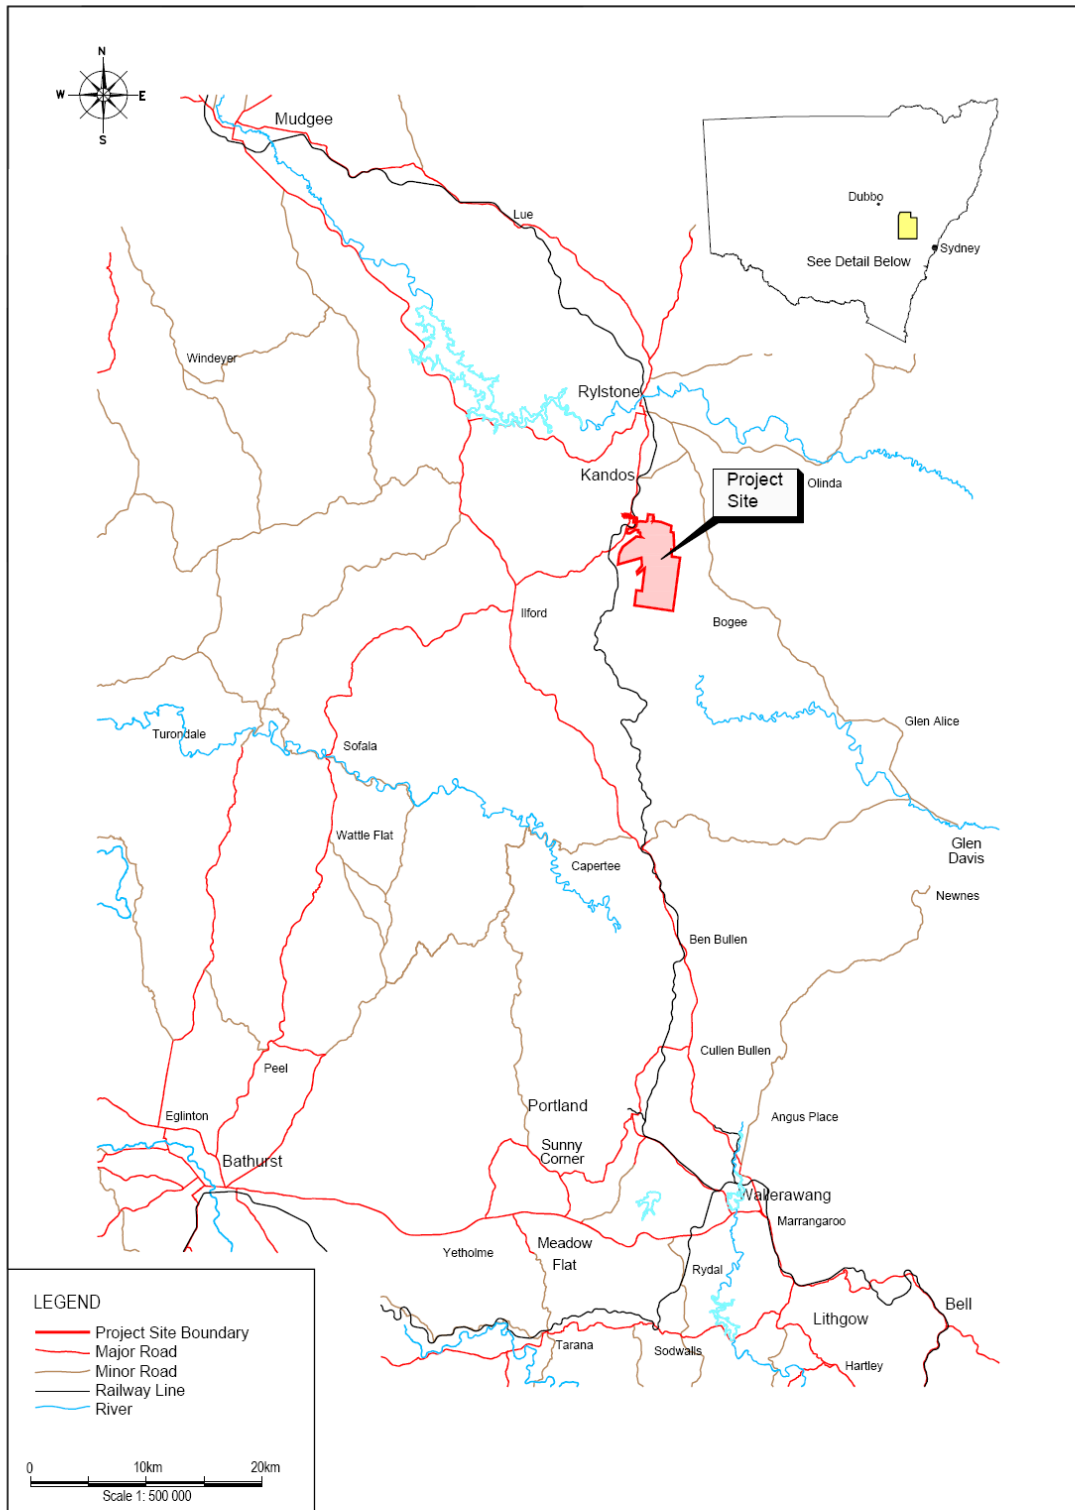 N
W E
S
Mudgee
Lue
Dubbo
Sydney
See Detail Below
Windeyer
Rylstone
Kandos
Project
Site
Olinda
Ilford
Bogee
Glen Alice
Turondale
Sofala
Wattle Flat
Capertee
Glen
Davis
Newnes
Ben Bullen
Cullen Bullen
Peel
Portland
Angus Place
Eglinton
Sunny
Corner
Bathurst
Wallerawang
Marrangaroo
Yetholme
Meadow
Flat
Rydal
Bell
Lithgow
Tarana
Sodwalls
Hartley
LEGEND
Project Site Boundary
Major Road
Minor Road
Railway Line
River
0 10km 20km
Scale 1: 500 000